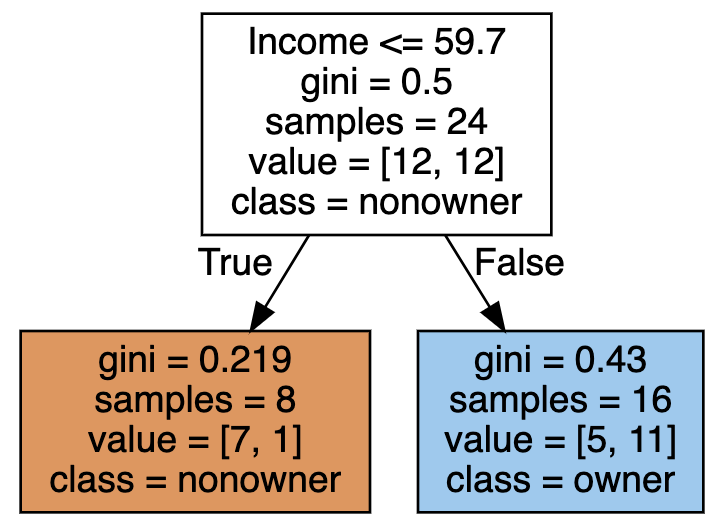 Income <= 59.7
gini = 0.5
samples = 24
value = [12, 12]
class = nonowner
True
False
gini = 0.219
samples = 8
value = [7, 1]
class = nonowner
gini = 0.43
samples = 16
value = [5, 11]
class = owner